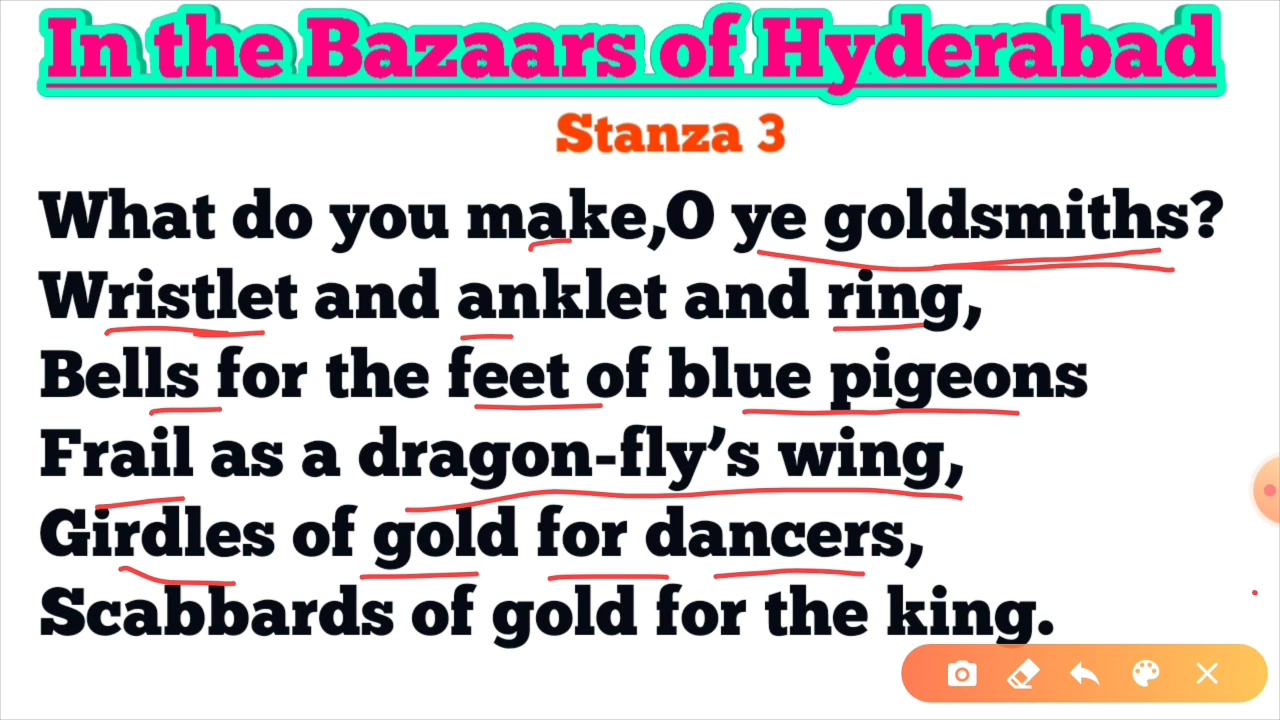 In the Bazaars of Hyderabad
Stanza 3
What do you make,O ye goldsmiths?
Wristlet and anklet and ring,
Bells for the feet of blue pigeons
Frail as a dragon-fly’s wing,
Girdles of gold for dancers,
Scabbards of gold for the king.